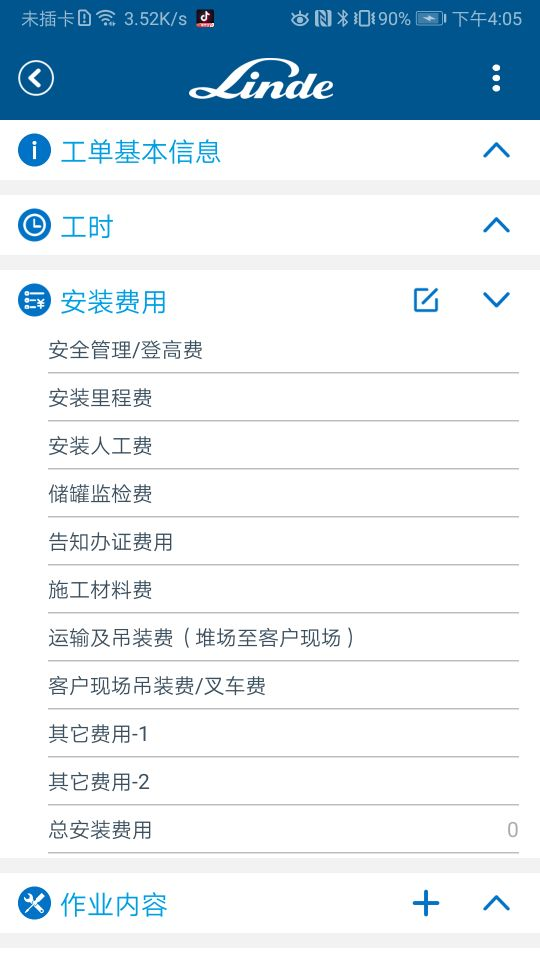 未插卡 3.52K/s 90% 下午4:05
Linde
工单基本信息
工时
安装费用
安全管理/登高费
安装里程费
安装人工费
储罐监检费
告知办证费用
施工材料费
运输及吊装费（堆场至客户现场）
客户现场吊装费/叉车费
其它费用-1
其它费用-2
总安装费用 0
作业内容